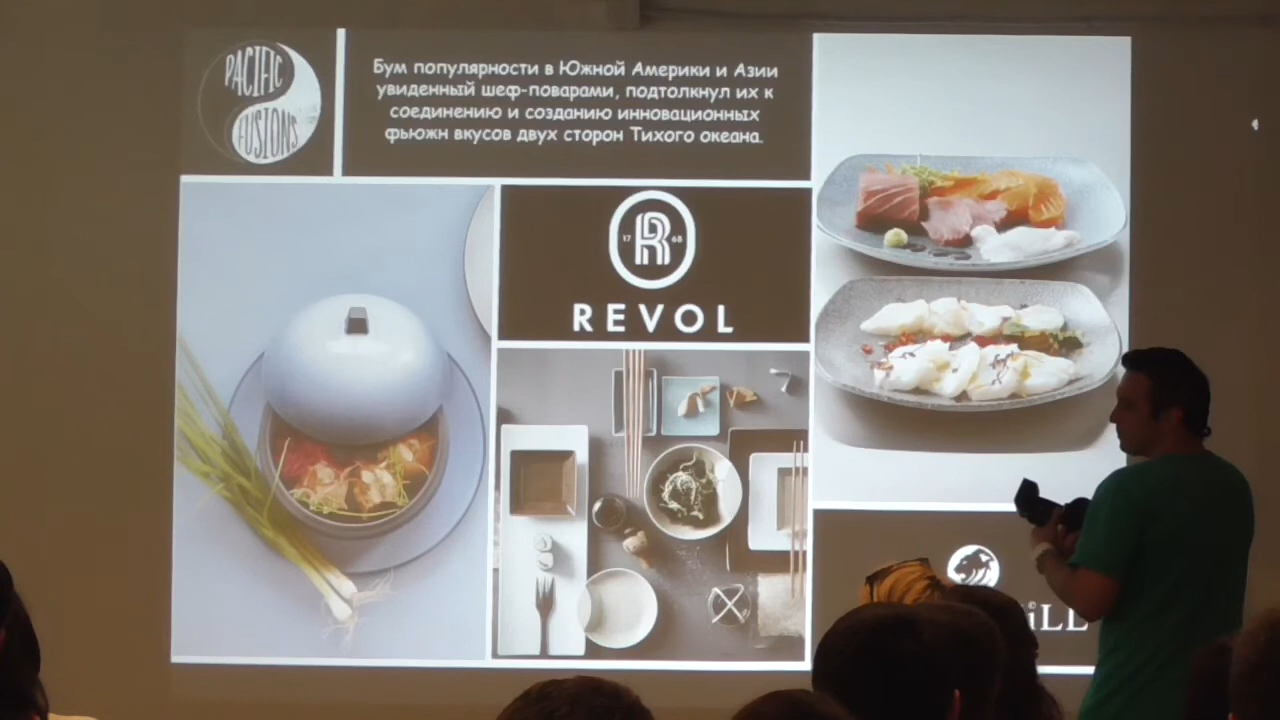 PACIFIC
FUSIONS
Бум популярности в Южной Америки и Азии
увиденный шеф-поварами, подтолкнул их к
соединению и созданию инновационных
фьюжн вкусов двух сторон Тихого океана.
17 R 68
REVOL